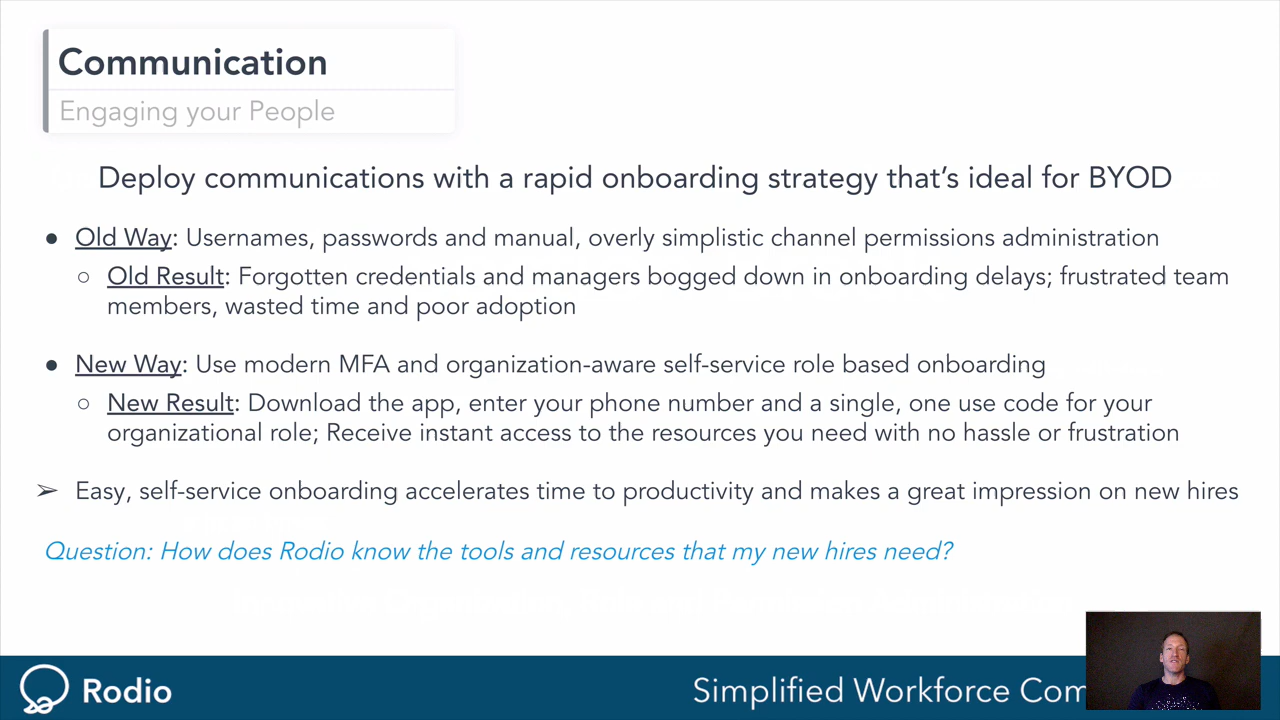 Communication
Engaging your People
Deploy communications with a rapid onboarding strategy that's ideal for BYOD
● Old Way: Usernames, passwords and manual, overly simplistic channel permissions administration
○ Old Result: Forgotten credentials and managers bogged down in onboarding delays; frustrated team
members, wasted time and poor adoption
● New Way: Use modern MFA and organization-aware self-service role based onboarding
○ New Result: Download the app, enter your phone number and a single, one use code for your
organizational role; Receive instant access to the resources you need with no hassle or frustration
➢ Easy, self-service onboarding accelerates time to productivity and makes a great impression on new hires
Question: How does Rodio know the tools and resources that my new hires need?
Rodio
Simplified Workforce